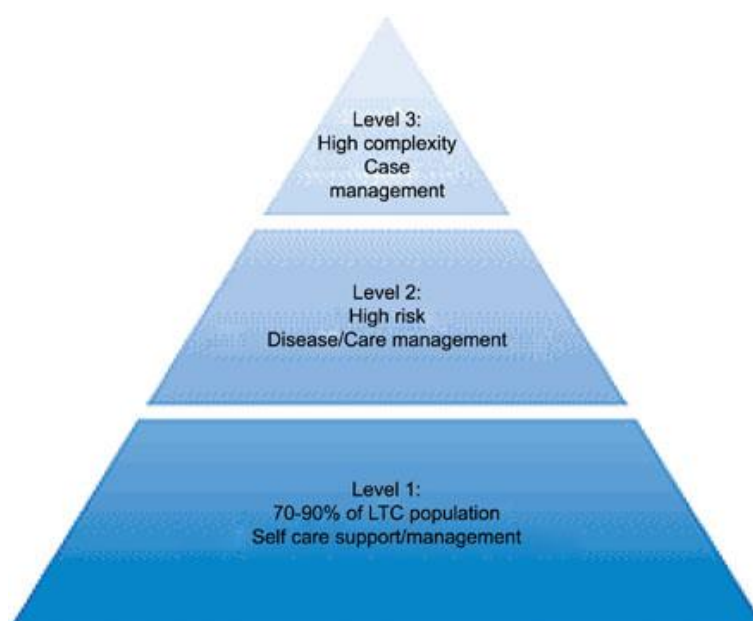 Level 3:
High complexity
Case
management
Level 2:
High risk
Disease/Care management
Level 1:
70-90% of LTC population
Self care support/management